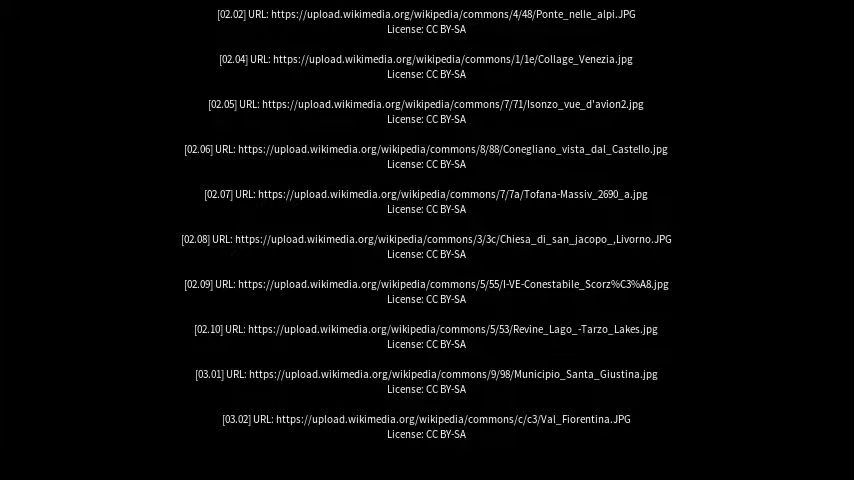 [02.02] URL: https://upload.wikimedia.org/wikipedia/commons/4/48/Ponte_nelle_alpi.JPG
License: CC BY-SA
[02.04] URL: https://upload.wikimedia.org/wikipedia/commons/1/1e/Collage_Venezia.jpg
License: CC BY-SA
[02.05] URL: https://upload.wikimedia.org/wikipedia/commons/7/71/Isonzo_vue_d'avion2.jpg
License: CC BY-SA
[02.06] URL: https://upload.wikimedia.org/wikipedia/commons/8/88/Conegliano_vista_dal_Castello.jpg
License: CC BY-SA
[02.07] URL: https://upload.wikimedia.org/wikipedia/commons/7/7a/Tofana-Massiv_2690_a.jpg
License: CC BY-SA
[02.08] URL: https://upload.wikimedia.org/wikipedia/commons/3/3c/Chiesa_di_san_jacopo_,Livorno.JPG
License: CC BY-SA
[02.09] URL: https://upload.wikimedia.org/wikipedia/commons/5/55/I-VE-Conestabile_Scorz%C3%A8.jpg
License: CC BY-SA
[02.10] URL: https://upload.wikimedia.org/wikipedia/commons/5/53/Revine_Lago_-Tarzo_Lakes.jpg
License: CC BY-SA
[03.01] URL: https://upload.wikimedia.org/wikipedia/commons/9/98/Municipio_Santa_Giustina.jpg
License: CC BY-SA
[03.02] URL: https://upload.wikimedia.org/wikipedia/commons/c/c3/Val_Fiorentina.JPG
License: CC BY-SA